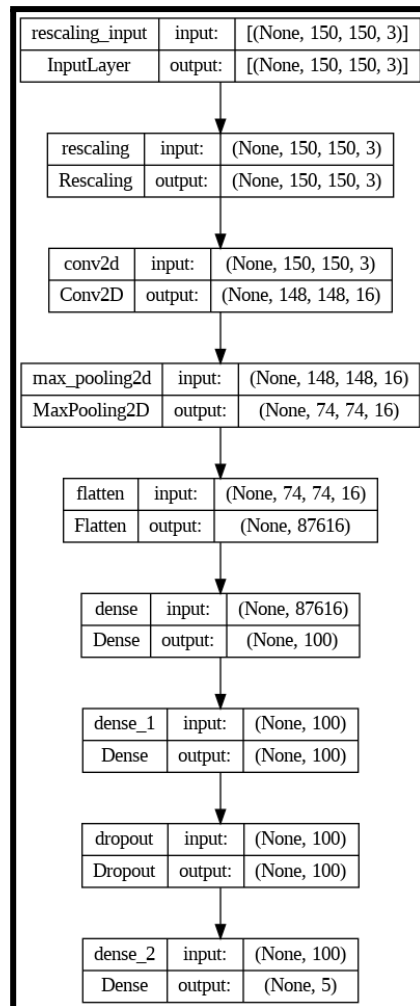 rescaling_input input: [(None, 150, 150, 3)]
InputLayer output: [(None, 150, 150, 3)]
rescaling input: (None, 150, 150, 3)
Rescaling output: (None, 150, 150, 3)
conv2d input: (None, 150, 150, 3)
Conv2D output: (None, 148, 148, 16)
max_pooling2d input: (None, 148, 148, 16)
MaxPooling2D output: (None, 74, 74, 16)
flatten input: (None, 74, 74, 16)
Flatten output: (None, 87616)
dense input: (None, 87616)
Dense output: (None, 100)
dense_1 input: (None, 100)
Dense output: (None, 100)
dropout input: (None, 100)
Dropout output: (None, 100)
dense_2 input: (None, 100)
Dense output: (None, 5)